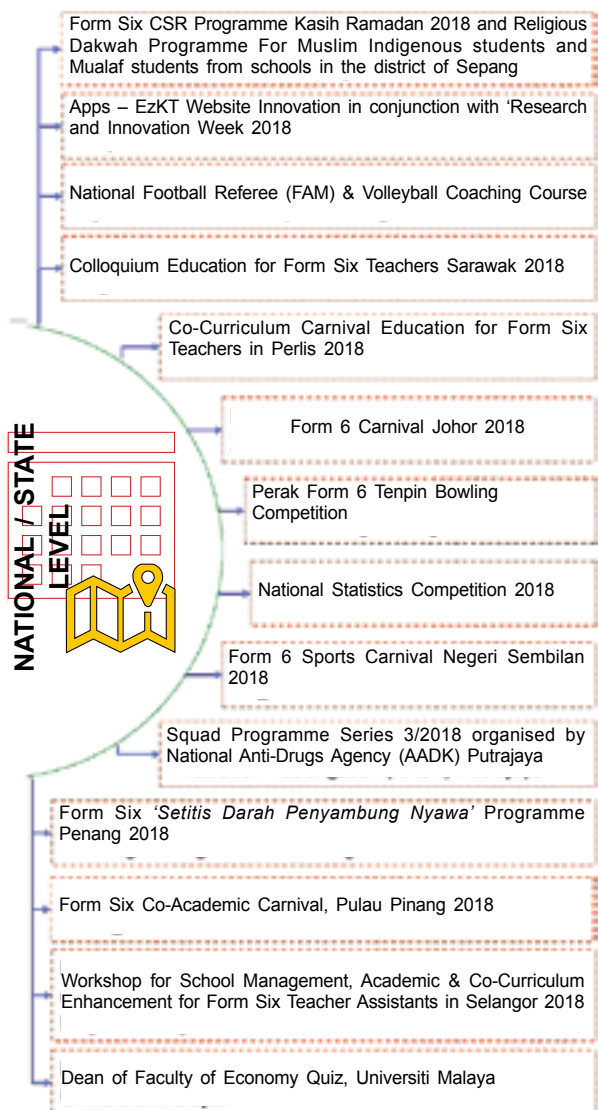 Form Six CSR Programme Kasih Ramadan 2018 and Religious
Dakwah Programme For Muslim Indigenous students and
Mualaf students from schools in the district of Sepang
Apps – EzKT Website Innovation in conjunction with ‘Research
and Innovation Week 2018
National Football Referee (FAM) & Volleyball Coaching Course
Colloquium Education for Form Six Teachers Sarawak 2018
Co-Curriculum Carnival Education for Form Six
Teachers in Perlis 2018
Form 6 Carnival Johor 2018
Perak Form 6 Tenpin Bowling
Competition
NATIONAL / STATE
LEVEL
National Statistics Competition 2018
Form 6 Sports Carnival Negeri Sembilan
2018
Squad Programme Series 3/2018 organised by
National Anti-Drugs Agency (AADK) Putrajaya
Form Six ‘Setitis Darah Penyambung Nyawa’ Programme
Penang 2018
Form Six Co-Academic Carnival, Pulau Pinang 2018
Workshop for School Management, Academic & Co-Curriculum
Enhancement for Form Six Teacher Assistants in Selangor 2018
Dean of Faculty of Economy Quiz, Universiti Malaya